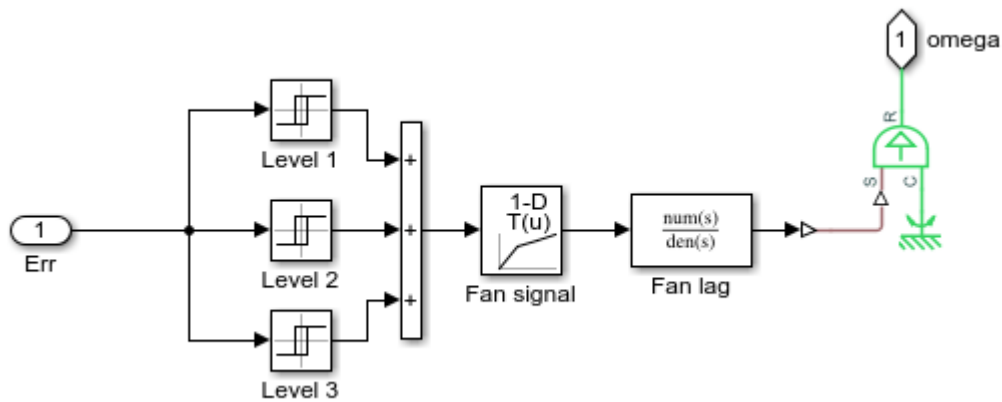 1
omega
R
S
C
Level 1
+
1
Err
Level 2
+
1-D
T(u)
Fan signal
num(s)
den(s)
Fan lag
+
Level 3